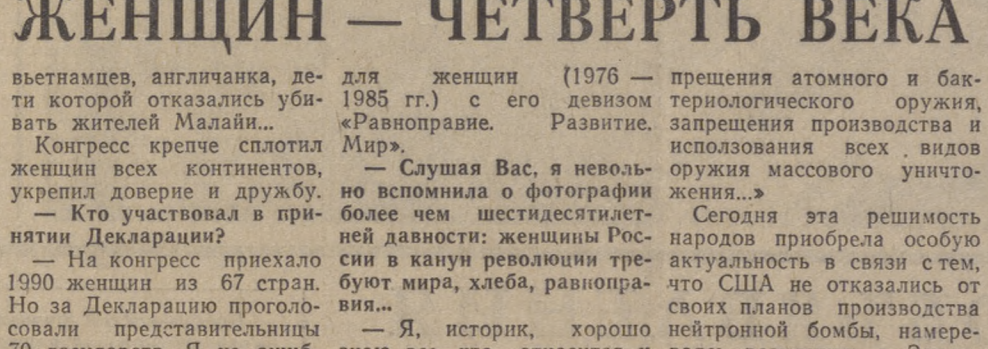 ЖЕНЩИН — ЧЕТВЕРТЬ ВЕКА
вьетнамцев, англичанка, де-
ти которой отказались уби-
вать жителей Малайи...
Конгресс крепче сплотил
женщин всех континентов,
укрепил доверие и дружбу.
— Кто участвовал в при-
нятии Декларации?
— На конгресс приехало
1990 женщин из 67 стран.
Но за Декларацию проголо-
совали представительницы
для женщин (1976 —
1985 гг.) с его девизом
«Равноправие. Развитие.
Мир».
— Слушая Вас, я неволь-
но вспомнила о фотографии
более чем шестидесятилет-
ней давности: женщины Рос-
сии в канун революции тре-
буют мира, хлеба, равнопра-
вия...
— Я, историк, хорошо
прещения атомного и бак-
териологического оружия,
запрещения производства и
исползования всех видов
оружия массового уничто-
жения...»
Сегодня эта решимость
народов приобрела особую
актуальность в связи с тем,
что США не отказались от
своих планов производства
нейтронной бомбы, намере-